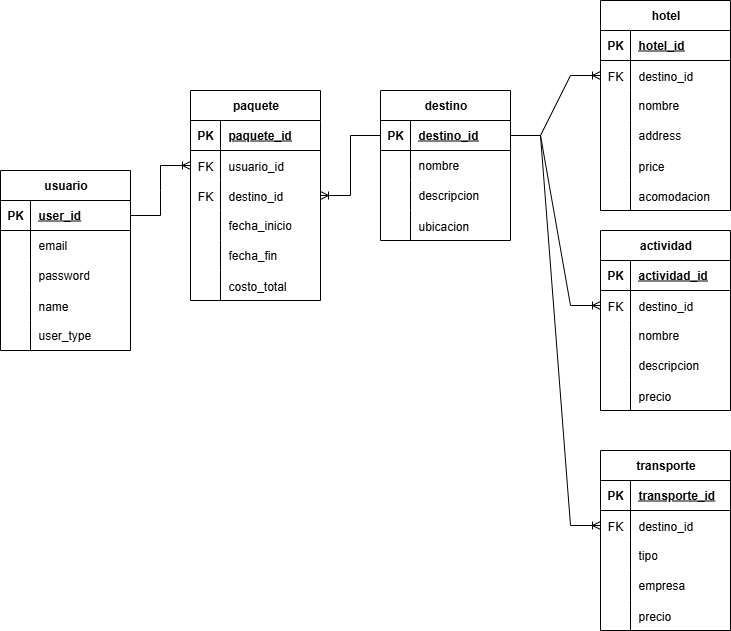 usuario
PK user_id
email
password
name
user_type
paquete
PK paquete_id
FK usuario_id
FK destino_id
fecha_inicio
fecha_fin
costo_total
destino
PK destino_id
nombre
descripcion
ubicacion
hotel
PK hotel_id
FK destino_id
nombre
address
price
acomodacion
actividad
PK actividad_id
FK destino_id
nombre
descripcion
precio
transporte
PK transporte_id
FK destino_id
tipo
empresa
precio